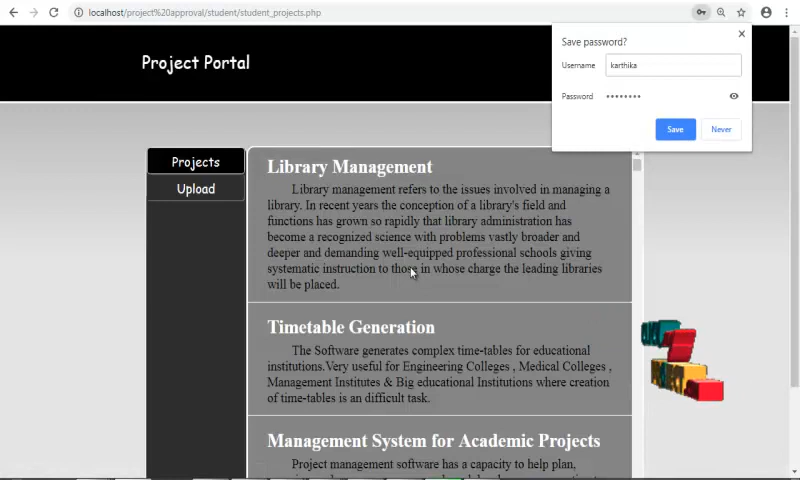 localhost/project%20approval/student/student_projects.php
Save password?
Username karthika
Password ••••••••
Save Never
Project Portal
Projects
Upload
Library Management
Library management refers to the issues involved in managing a
library. In recent years the conception of a library's field and
functions has grown so rapidly that library administration has
become a recognized science with problems vastly broader and
deeper and demanding well-equipped professional schools giving
systematic instruction to those in whose charge the leading libraries
will be placed.
Timetable Generation
The Software generates complex time-tables for educational
institutions.Very useful for Engineering Colleges , Medical Colleges ,
Management Institutes & Big educational Institutions where creation
of time-tables is an difficult task.
Management System for Academic Projects
Project management software has a capacity to help plan,